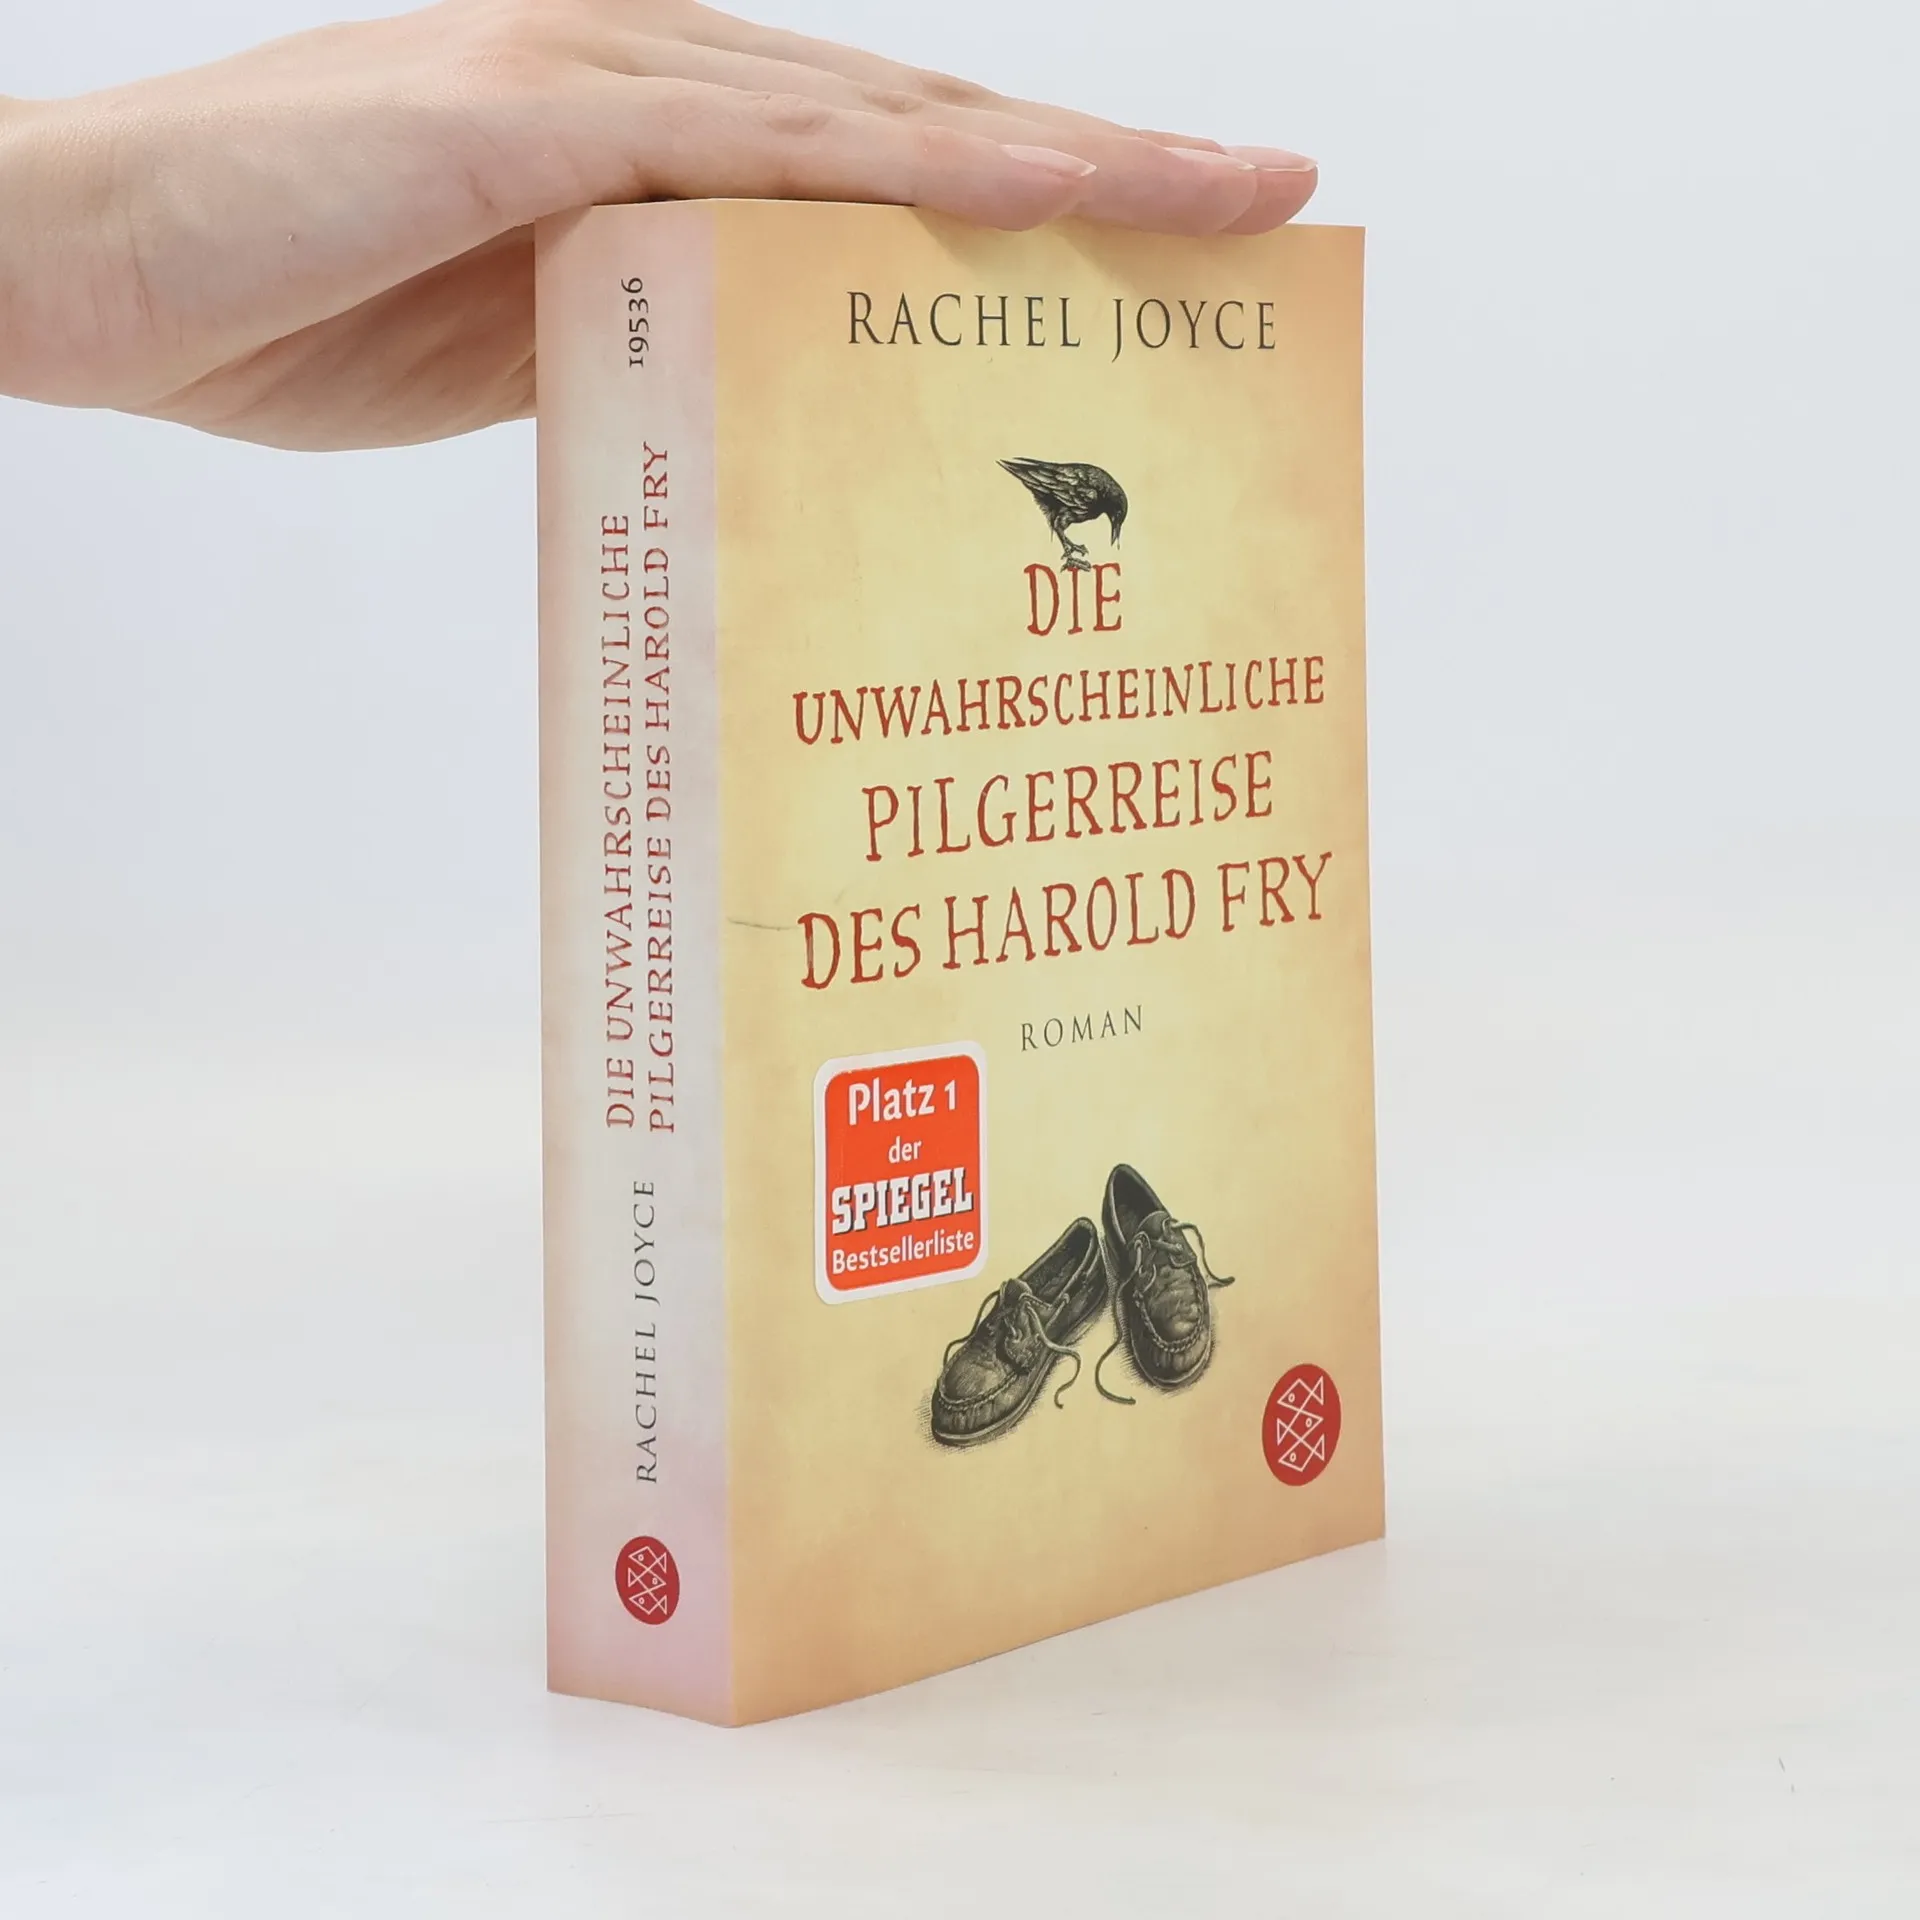 19536
DIE UNWAHRSCHEINLICHE
PILGERREISE DES HAROLD FRY
RACHEL JOYCE
RACHEL JOYCE
DIE
UNWAHRSCHEINLICHE
PILGERREISE
DES HAROLD FRY
ROMAN
Platz 1
der
SPIEGEL
Bestsellerliste